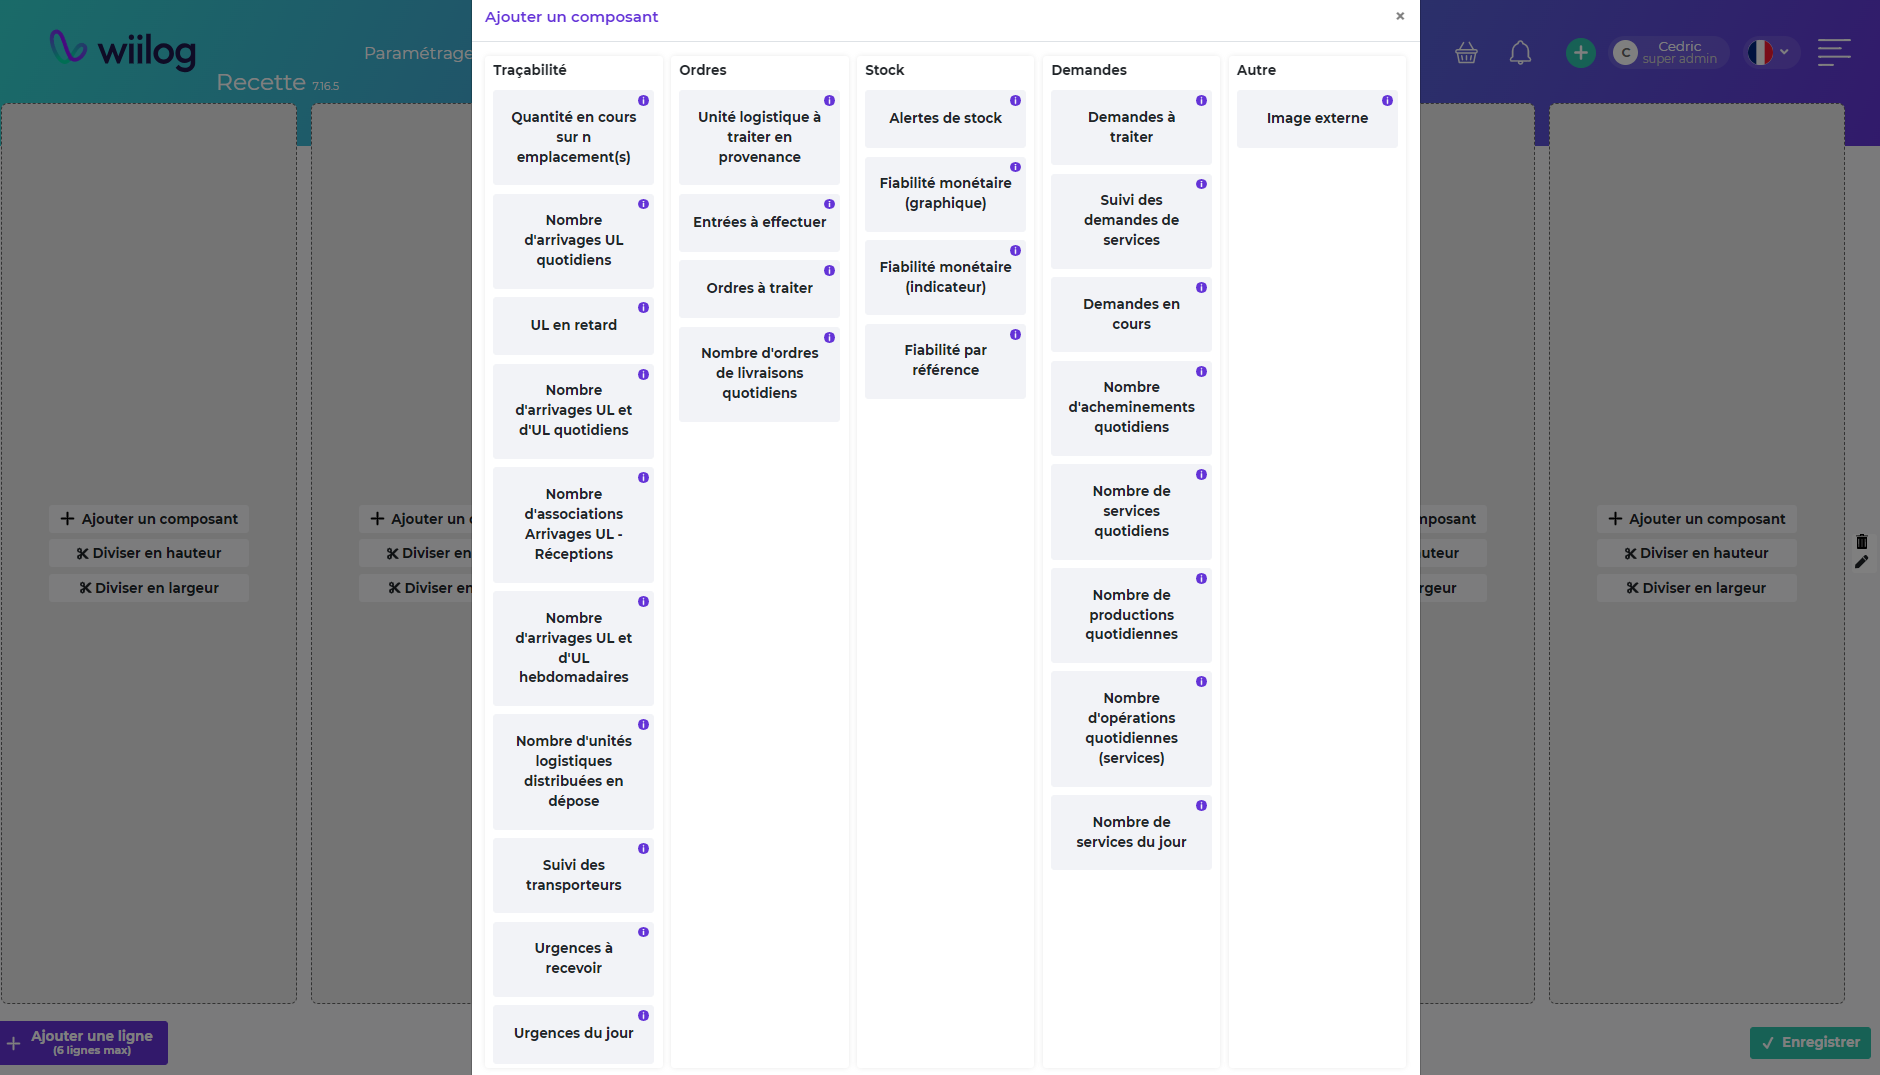 wiilog
Recette 7.16.5
Paramétrage
C
Cedric
super admin
Ajouter un composant
×
Traçabilité
Quantité en cours
sur n
emplacement(s)
Nombre
d'arrivages UL
quotidiens
UL en retard
Nombre
d'arrivages UL et
d'UL quotidiens
Nombre
d'associations
Arrivages UL -
Réceptions
Nombre
d'arrivages UL et
d'UL
hebdomadaires
Nombre d'unités
logistiques
distribuées en
dépose
Suivi des
transporteurs
Urgences à
recevoir
Urgences du jour
Ordres
Unité logistique à
traiter en
provenance
Entrées à effectuer
Ordres à traiter
Nombre d'ordres
de livraisons
quotidiens
Stock
Alertes de stock
Fiabilité monétaire
(graphique)
Fiabilité monétaire
(indicateur)
Fiabilité par
référence
Demandes
Demandes à
traiter
Suivi des
demandes de
services
Demandes en
cours
Nombre
d'acheminements
quotidiens
Nombre de
services
quotidiens
Nombre de
productions
quotidiennes
Nombre
d'opérations
quotidiennes
(services)
Nombre de
services du jour
Autre
Image externe
Ajouter un composant
Diviser en hauteur
Diviser en largeur
Ajouter un c
Diviser en
Diviser en
mposant
uteur
rgeur
Ajouter un composant
Diviser en hauteur
Diviser en largeur
Ajouter une ligne
(6 lignes max)
Enregistrer